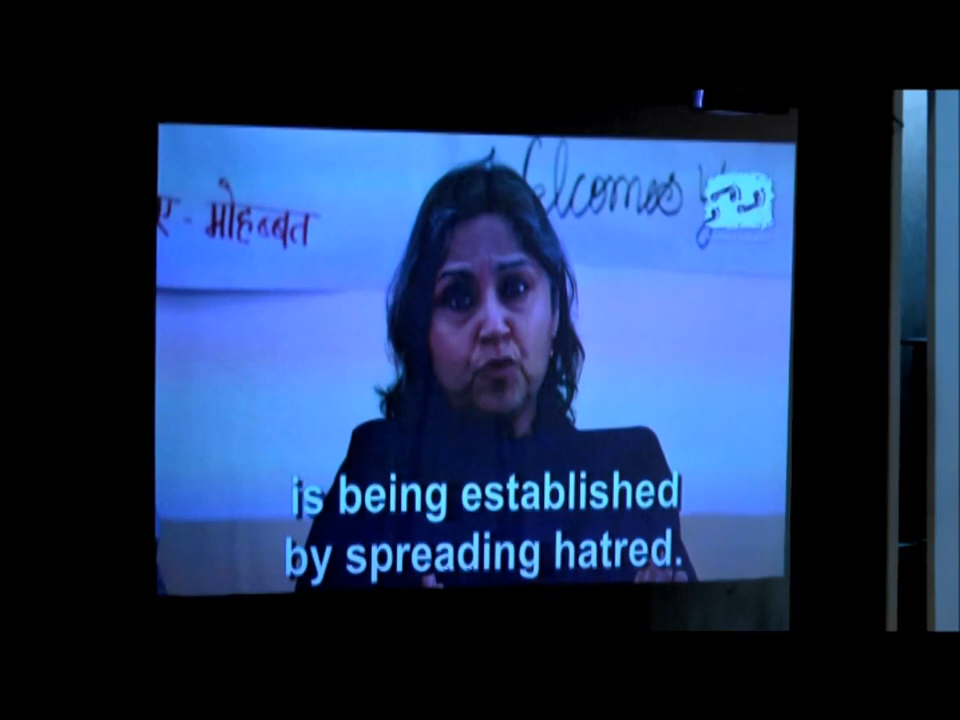 Welcomes
ए - मोहब्बत
is being established
by spreading hatred.